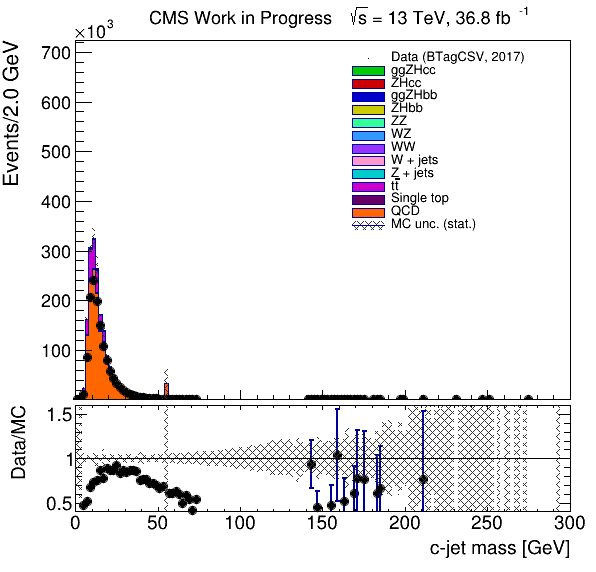 CMS Work in Progress √s = 13 TeV, 36.8 fb⁻¹
×10³
Events/2.0 GeV
700
600
500
400
300
200
100
Data (BTagCSV, 2017)
ggZHcc
ZHcc
ggZHbb
ZHbb
ZZ
WZ
WW
W + jets
Z + jets
tt̅
Single top
QCD
MC unc. (stat.)
Data/MC
1.5
1
0.5
0 50 100 150 200 250 300
c-jet mass [GeV]